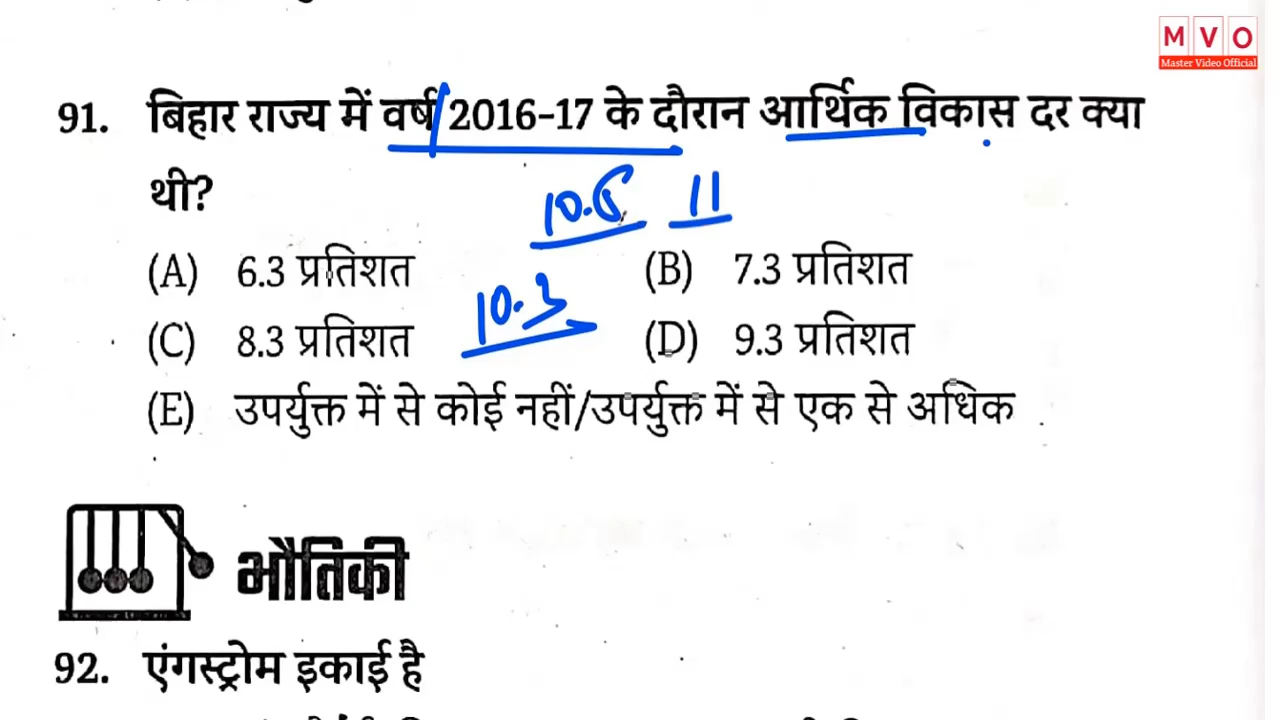 M V O
Master Video Official
91. बिहार राज्य में वर्ष 2016-17 के दौरान आर्थिक विकास दर क्या
थी?
10.6 11
(A) 6.3 प्रतिशत (B) 7.3 प्रतिशत
10.3
(C) 8.3 प्रतिशत (D) 9.3 प्रतिशत
(E) उपर्युक्त में से कोई नहीं/उपर्युक्त में से एक से अधिक
भौतिकी
92. एंगस्ट्रोम इकाई है